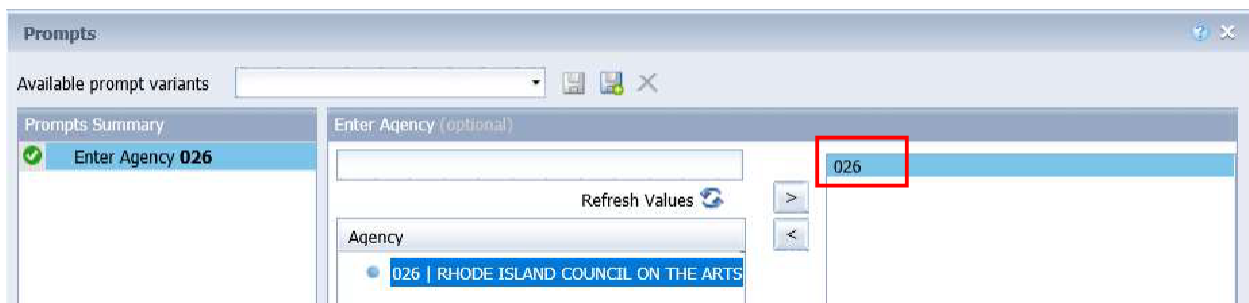 Prompts
Available prompt variants
Prompts Summary
Enter Agency (optional)
Enter Agency 026
026
Refresh Values
>
Agency
<
026 | RHODE ISLAND COUNCIL ON THE ARTS